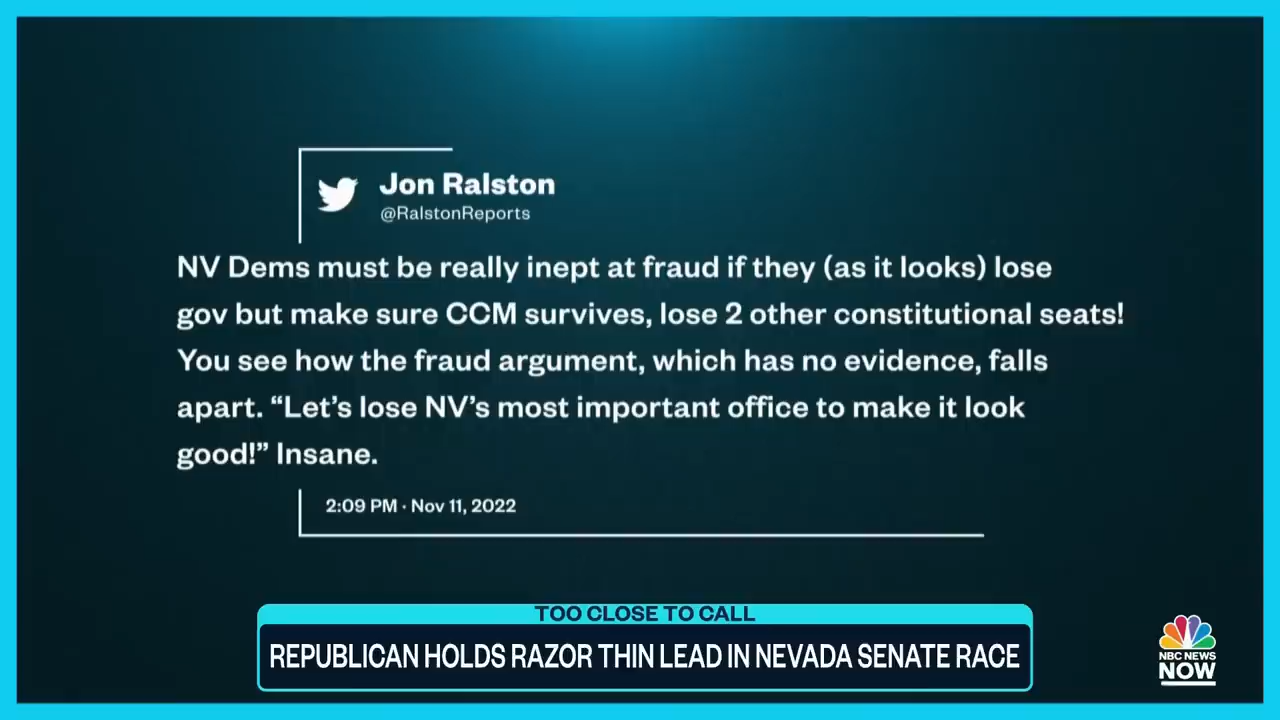 Jon Ralston
@RalstonReports
NV Dems must be really inept at fraud if they (as it looks) lose
gov but make sure CCM survives, lose 2 other constitutional seats!
You see how the fraud argument, which has no evidence, falls
apart. “Let’s lose NV’s most important office to make it look
good!” Insane.
2:09 PM · Nov 11, 2022
TOO CLOSE TO CALL
REPUBLICAN HOLDS RAZOR THIN LEAD IN NEVADA SENATE RACE
NBC NEWS
NOW